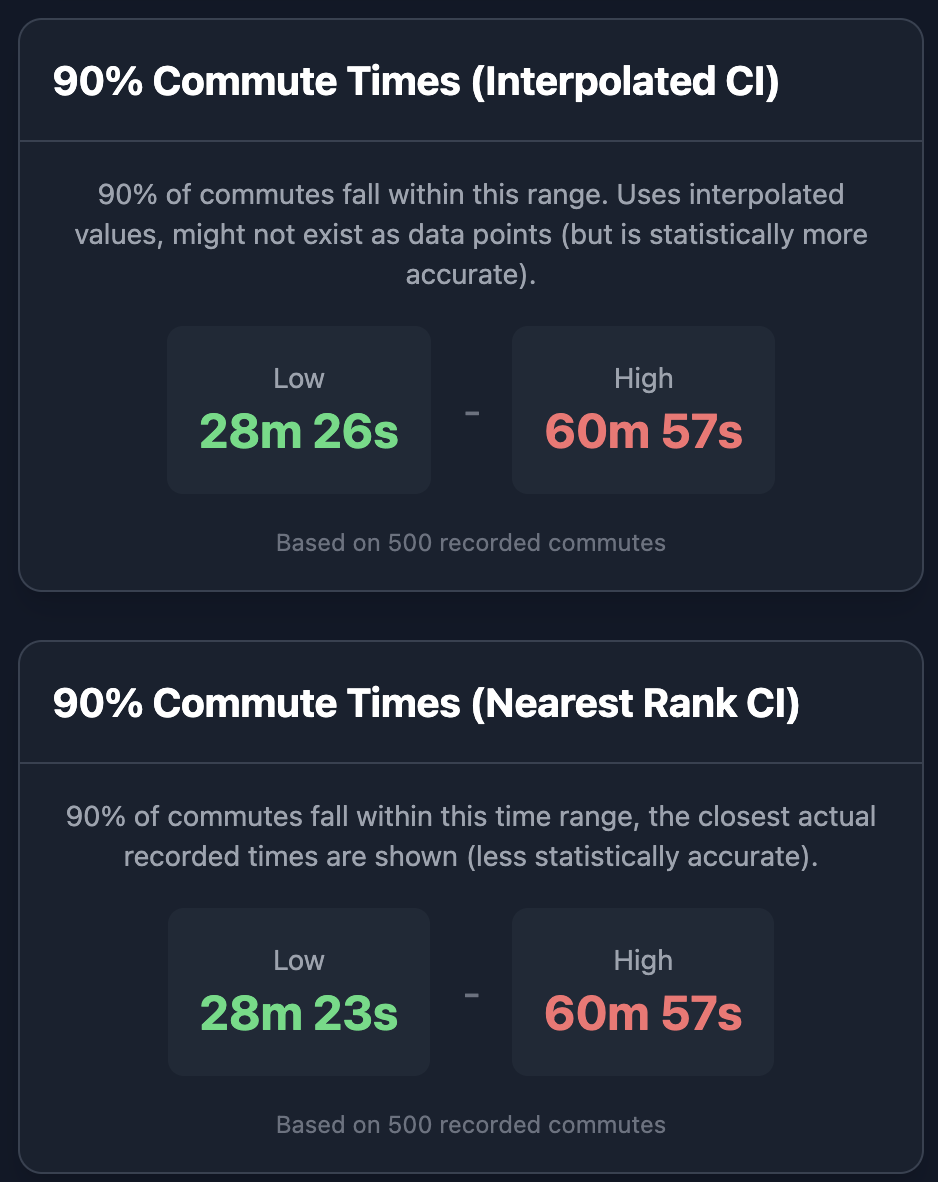 90% Commute Times (Interpolated CI)
90% of commutes fall within this range. Uses interpolated
values, might not exist as data points (but is statistically more
accurate).
Low
28m 26s
-
High
60m 57s
Based on 500 recorded commutes
90% Commute Times (Nearest Rank CI)
90% of commutes fall within this time range, the closest actual
recorded times are shown (less statistically accurate).
Low
28m 23s
-
High
60m 57s
Based on 500 recorded commutes